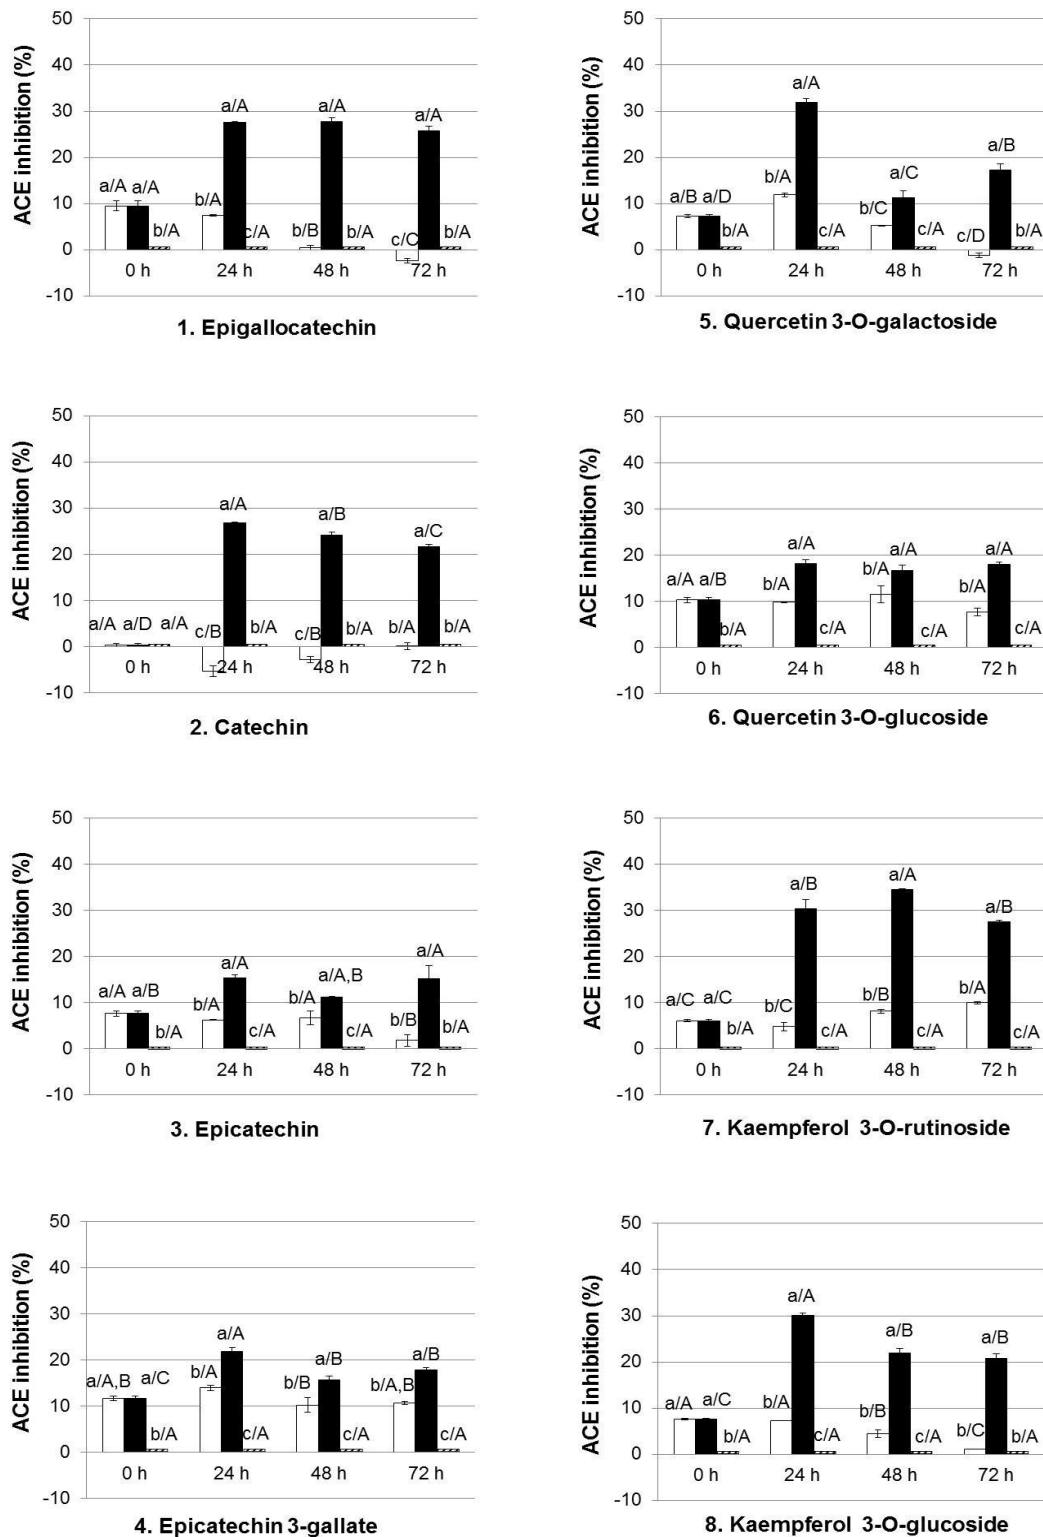 50
40
30
20
10
0
-10
ACE inhibition (%)
a/A a/A b/A
b/A a/A c/A
b/B a/A b/A
c/C a/A b/A
0 h 24 h 48 h 72 h
1. Epigallocatechin
50
40
30
20
10
0
-10
ACE inhibition (%)
a/B a/D b/A
b/A a/A c/A
b/C a/C c/A
c/D a/B b/A
0 h 24 h 48 h 72 h
5. Quercetin 3-O-galactoside
50
40
30
20
10
0
-10
ACE inhibition (%)
a/A a/D a/A
c/B a/A b/A
c/B a/B b/A
b/A a/C b/A
0 h 24 h 48 h 72 h
2. Catechin
50
40
30
20
10
0
-10
ACE inhibition (%)
a/A a/B b/A
b/A a/A c/A
b/A a/A c/A
b/A a/A c/A
0 h 24 h 48 h 72 h
6. Quercetin 3-O-glucoside
50
40
30
20
10
0
-10
ACE inhibition (%)
a/A a/B b/A
b/A a/A c/A
b/A a/A,B c/A
b/B a/A b/A
0 h 24 h 48 h 72 h
3. Epicatechin
50
40
30
20
10
0
-10
ACE inhibition (%)
a/C a/C b/A
b/C a/B c/A
b/B a/A c/A
b/A a/B c/A
0 h 24 h 48 h 72 h
7. Kaempferol 3-O-rutinoside
50
40
30
20
10
0
-10
ACE inhibition (%)
a/A,B a/C b/A
b/A a/A c/A
b/B a/B c/A
b/A,B a/B c/A
0 h 24 h 48 h 72 h
4. Epicatechin 3-gallate
50
40
30
20
10
0
-10
ACE inhibition (%)
a/A a/C b/A
b/A a/A c/A
b/B a/B c/A
b/C a/B b/A
0 h 24 h 48 h 72 h
8. Kaempferol 3-O-glucoside